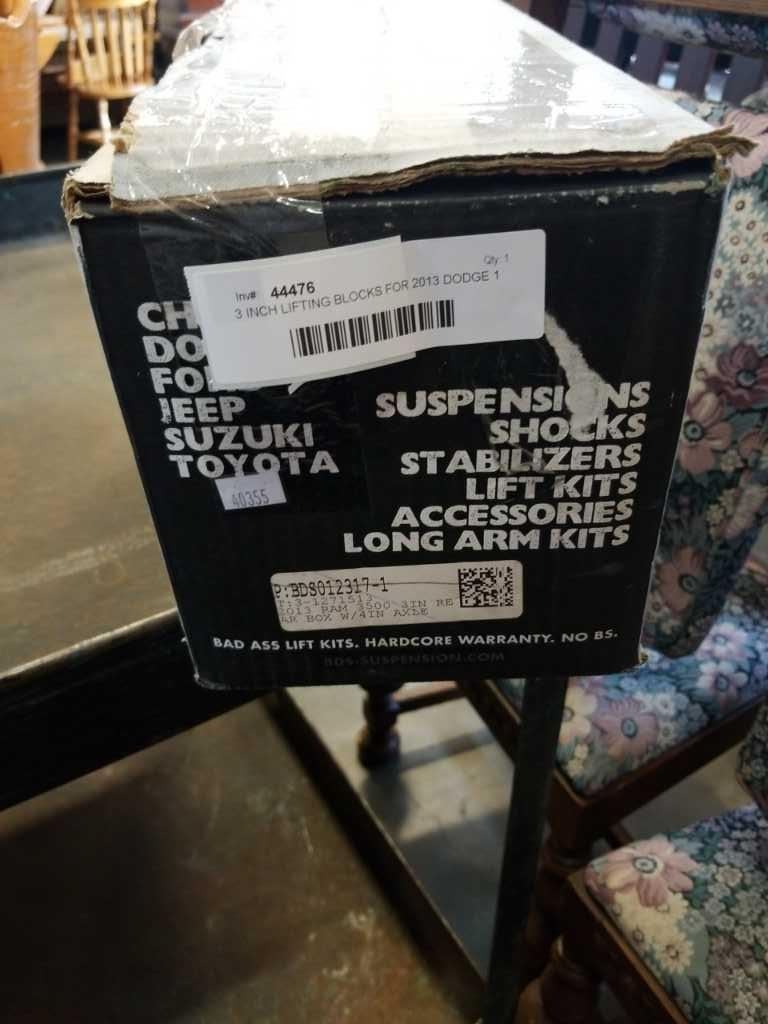 Inv# 44476 Qty: 1
3 INCH LIFTING BLOCKS FOR 2013 DODGE 1
CH
DO
FO
JEEP
SUZUKI
TOYOTA
40355
SUSPENSIONS
SHOCKS
STABILIZERS
LIFT KITS
ACCESSORIES
LONG ARM KITS
P:BDS012317-1
2013 RAM 3500 3IN RE
AR BOX W/4IN AXLE
BAD ASS LIFT KITS. HARDCORE WARRANTY. NO BS.
BDS-SUSPENSION.COM